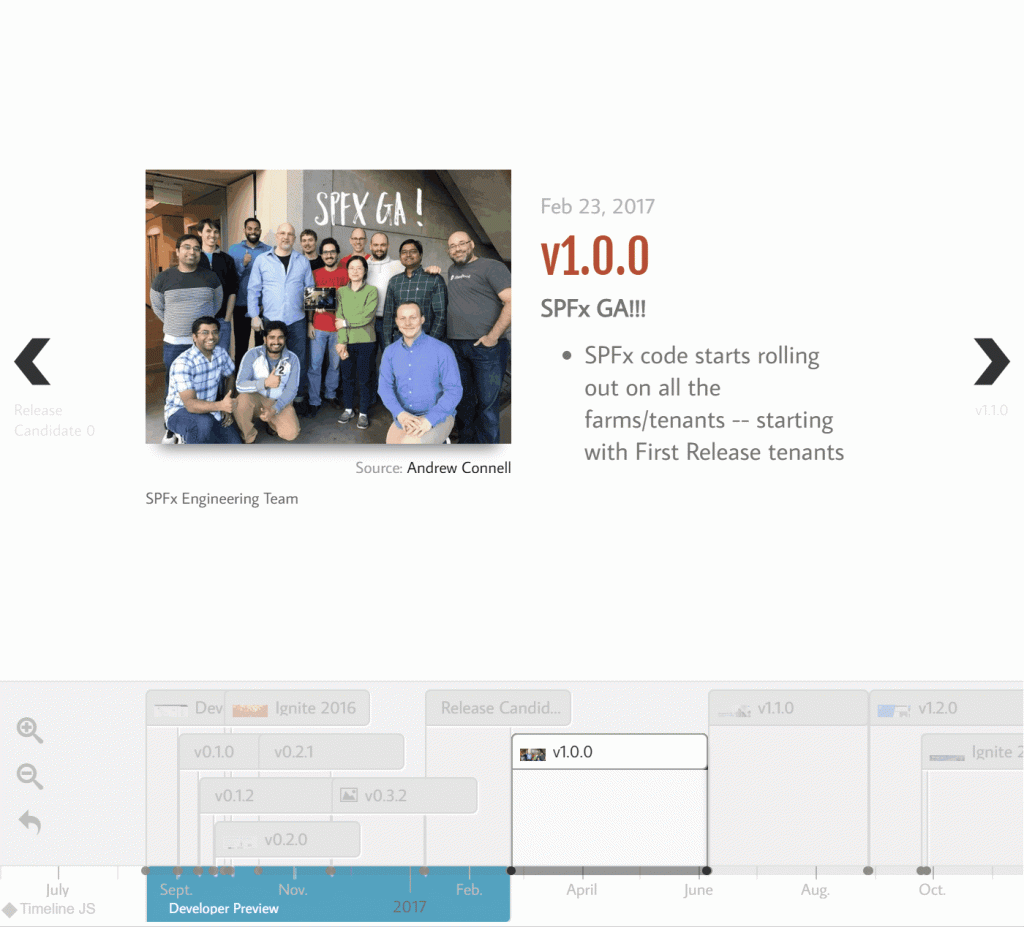 SPFX GA!
Feb 23, 2017
v1.0.0
SPFx GA!!!
• SPFx code starts rolling
out on all the
farms/tenants -- starting
with First Release tenants
Release
Candidate 0
v1.1.0
Source: Andrew Connell
SPFx Engineering Team
Dev
Ignite 2016
Release Candid...
v1.1.0
v1.2.0
v0.1.0
v0.2.1
v1.0.0
Ignite 2
v0.1.2
v0.3.2
v0.2.0
July
Sept.
Nov.
Feb.
April
June
Aug.
Oct.
2017
Developer Preview
Timeline JS